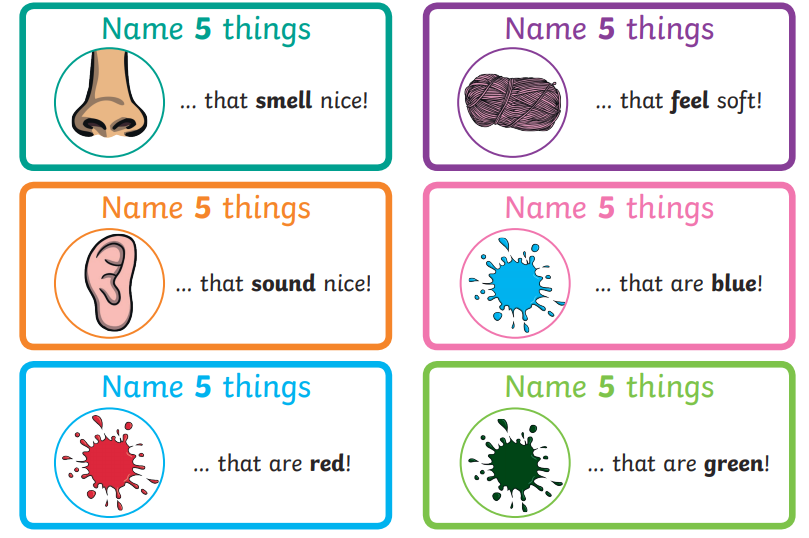 Name 5 things
... that smell nice!
Name 5 things
... that feel soft!
Name 5 things
... that sound nice!
Name 5 things
... that are blue!
Name 5 things
... that are red!
Name 5 things
... that are green!